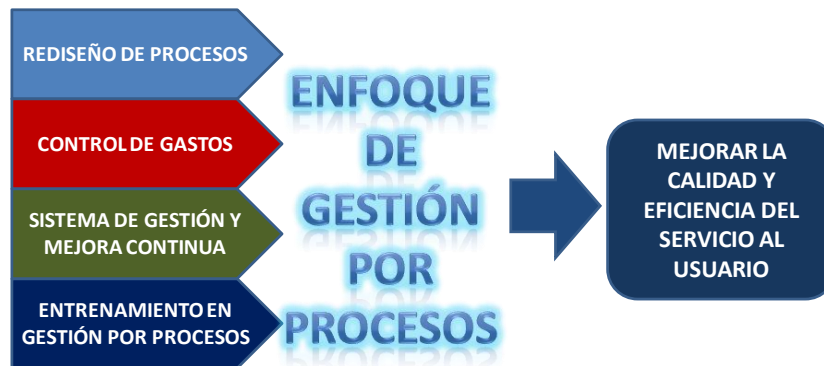 REDISEÑO DE PROCESOS
CONTROL DE GASTOS
SISTEMA DE GESTIÓN Y
MEJORA CONTINUA
ENTRENAMIENTO EN
GESTIÓN POR PROCESOS
ENFOQUE
DE
GESTIÓN
POR
PROCESOS
MEJORAR LA
CALIDAD Y
EFICIENCIA DEL
SERVICIO AL
USUARIO